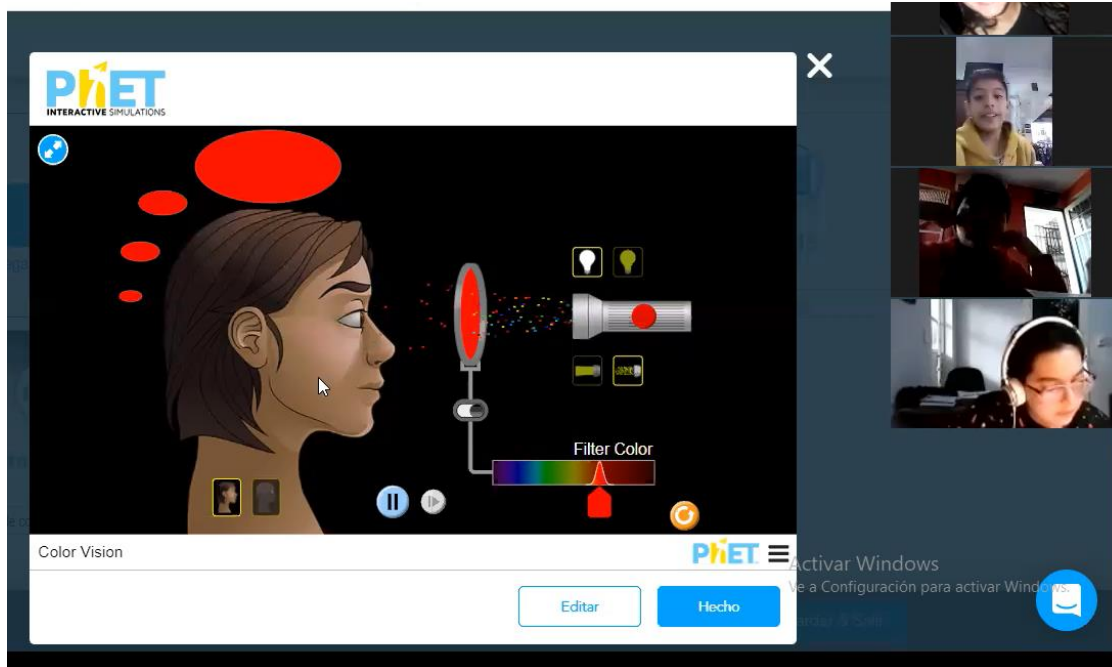 PhET
INTERACTIVE SIMULATIONS
Filter Color
Color Vision
PhET
Activar Windows
Ve a Configuración para activar Windows.
Editar
Hecho